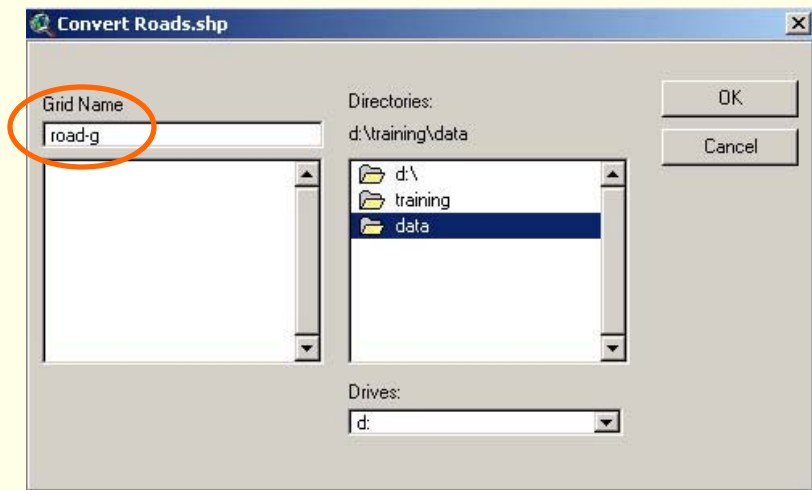 Convert Roads.shp
Grid Name
road-g
Directories:
d:\training\data
d:\
training
data
Drives:
d:
OK
Cancel